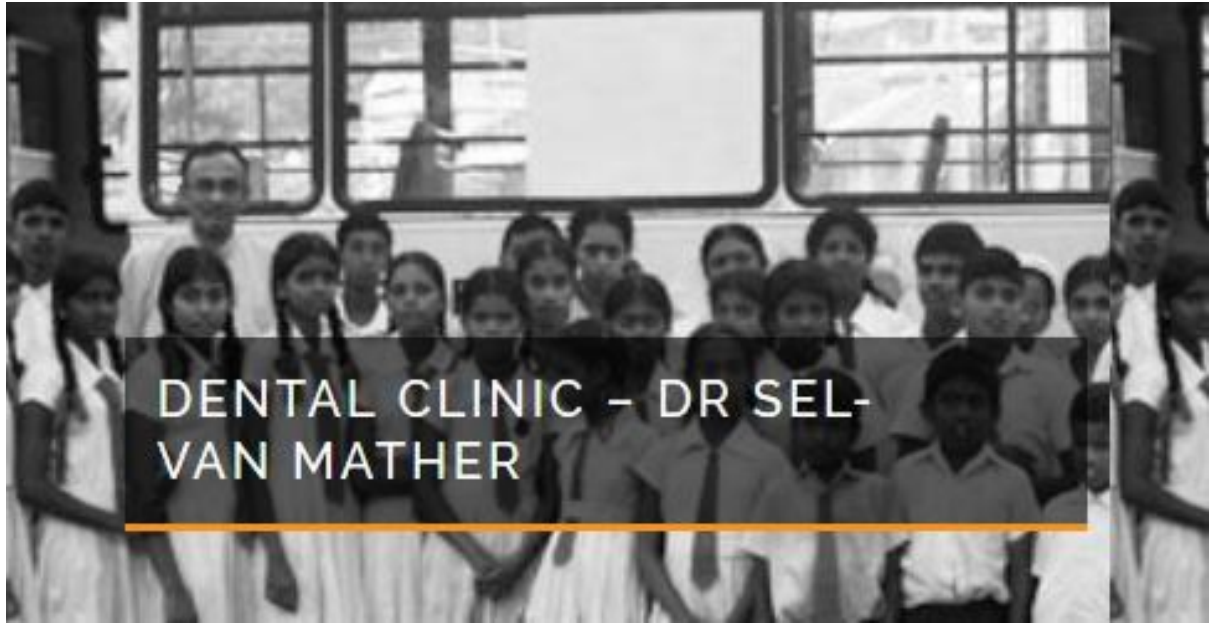 DENTAL CLINIC – DR SEL-
VAN MATHER